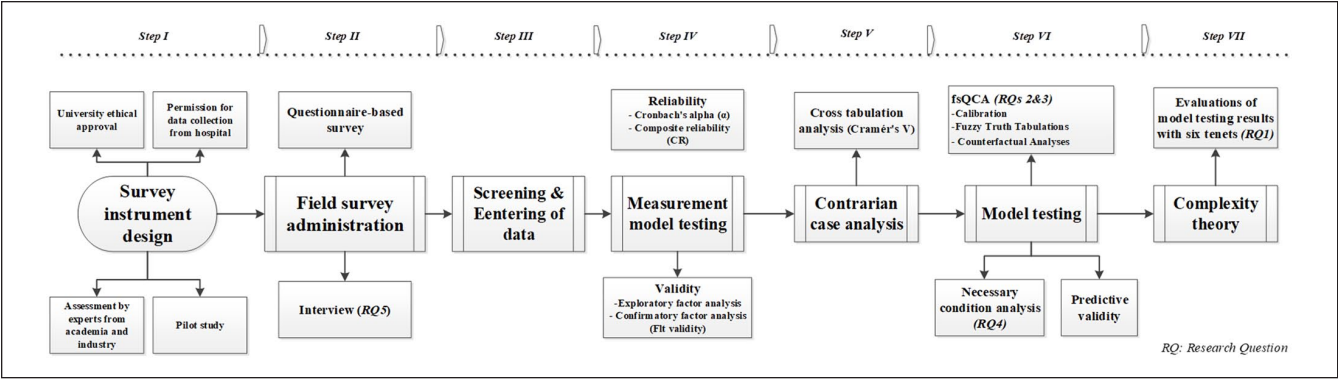 Step I
Step II
Step III
Step IV
Step V
Step VI
Step VII
University ethical
approval
Permission for
data collection
from hospital
Survey
instrument
design
Assessment by
experts from
academia and
industry
Pilot study
Questionnaire-based
survey
Field survey
administration
Interview (RQ5)
Screening &
Eentering of
data
Reliability
- Cronbach's alpha (α)
- Composite reliability
(CR)
Measurement
model testing
Validity
-Exploratory factor analysis
- Confirmatory factor analysis
(FIt validity)
Cross tabulation
analysis (Cramér's V)
Contrarian
case analysis
fsQCA (RQs 2&3)
-Calibration
- Fuzzy Truth Tabulations
- Counterfactual Analyses
Model testing
Necessary
condition analysis
(RQ4)
Predictive
validity
Evaluations of
model testing results
with six tenets (RQ1)
Complexity
theory
RQ: Research Question